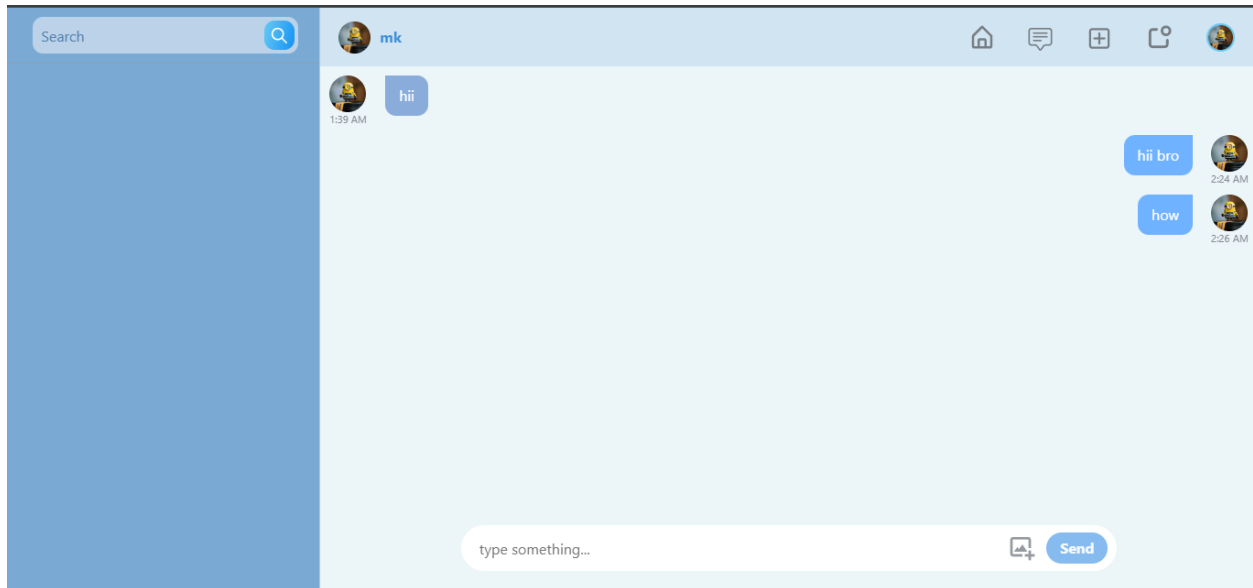 Search
mk
hii
1:39 AM
hii bro
2:24 AM
how
2:26 AM
type something...
Send